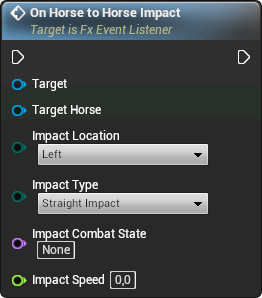 On Horse to Horse Impact
Target is Fx Event Listener
Target
Target Horse
Impact Location
Left
Impact Type
Straight Impact
Impact Combat State
None
Impact Speed 0,0